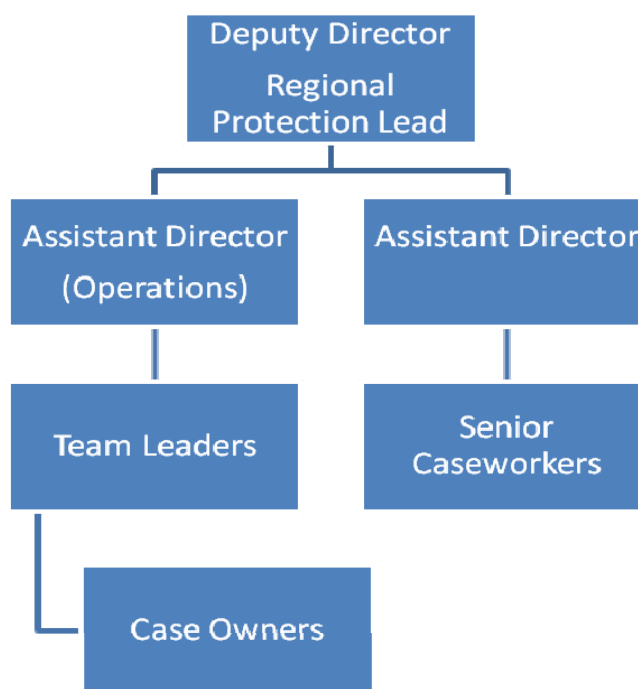 Deputy Director
Regional
Protection Lead
Assistant Director
(Operations)
Assistant Director
Team Leaders
Senior
Caseworkers
Case Owners